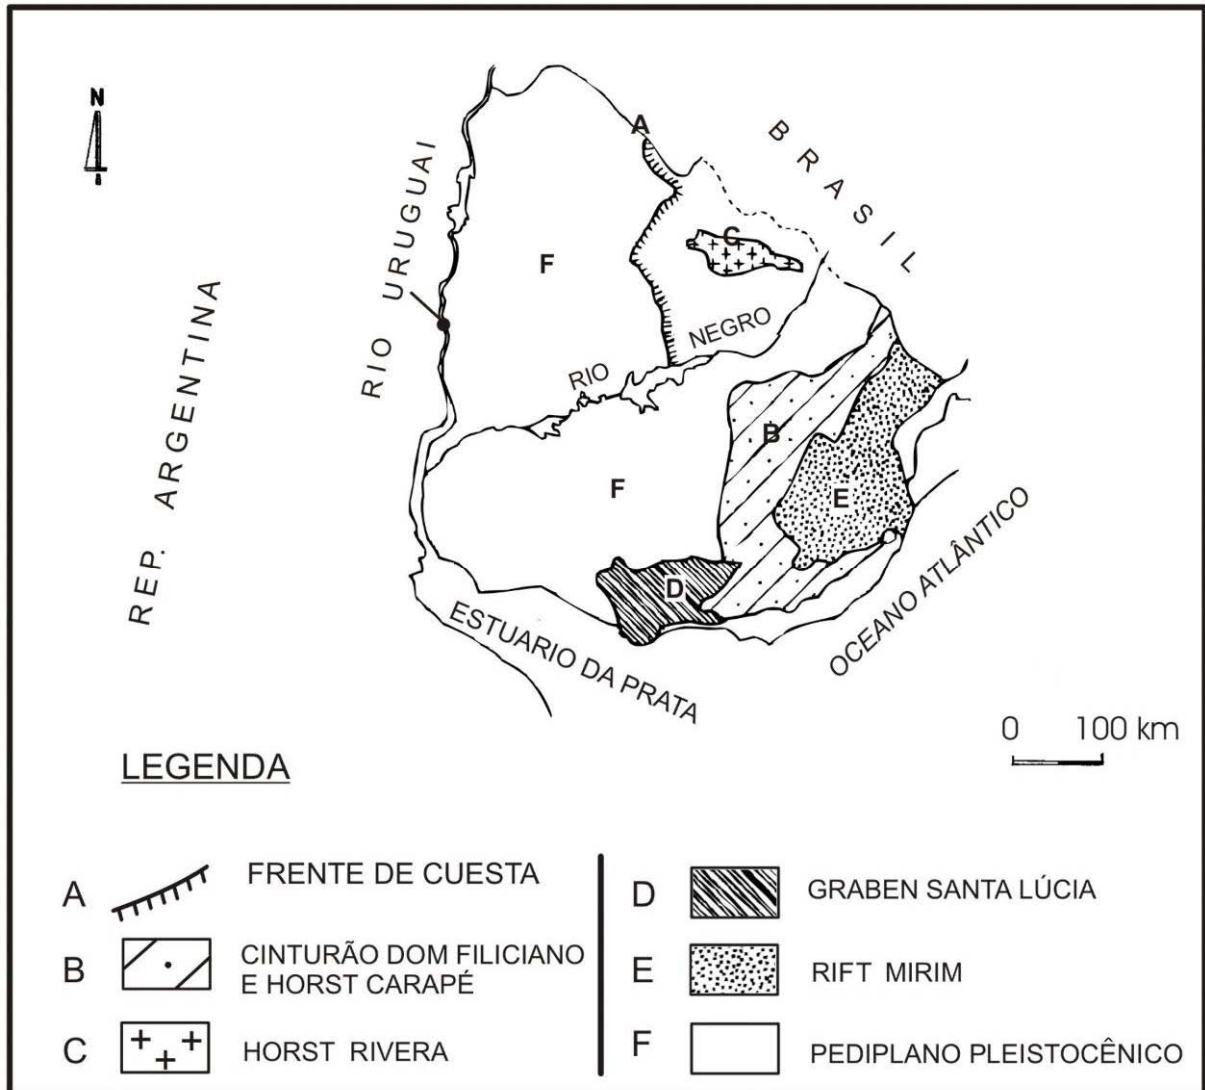 N
A
BRASIL
RIO URUGUAI
C
F
REP. ARGENTINA
RIO NEGRO
B
F
E
D
OCEANO ATLÂNTICO
ESTUARIO DA PRATA
0 100 km
LEGENDA
A FRENTE DE CUESTA
B CINTURÃO DOM FILICIANO
E HORST CARAPÉ
C HORST RIVERA
D GRABEN SANTA LÚCIA
E RIFT MIRIM
F PEDIPLANO PLEISTOCÊNICO